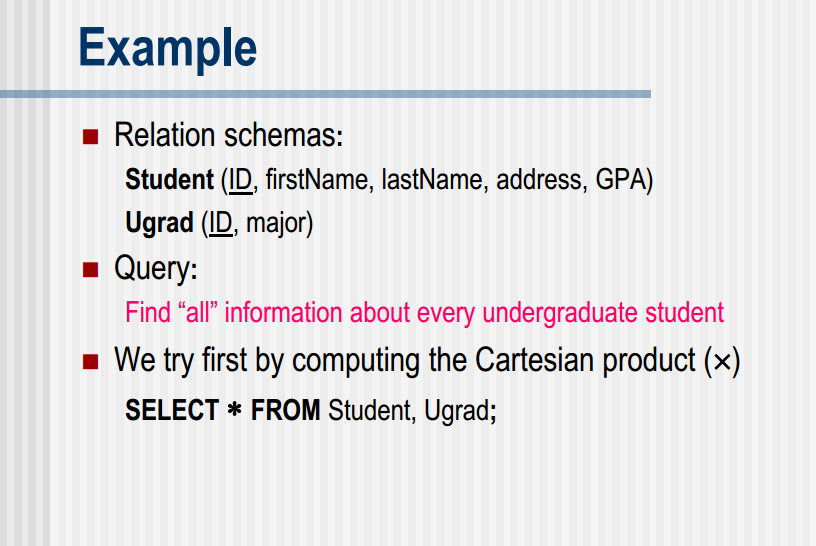 Example
Relation schemas:
Student (ID, firstName, lastName, address, GPA)
Ugrad (ID, major)
Query:
Find “all” information about every undergraduate student
We try first by computing the Cartesian product (×)
SELECT * FROM Student, Ugrad;